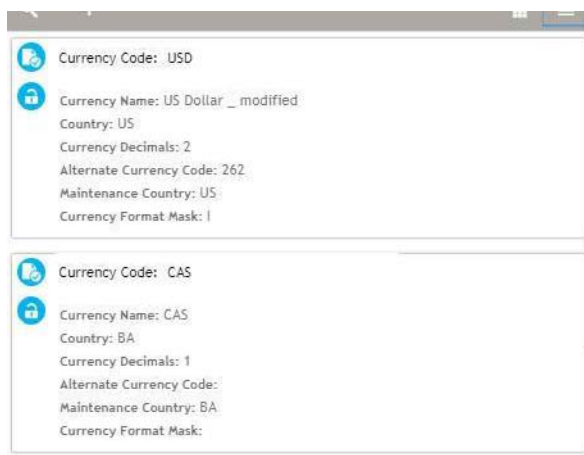 Currency Code: USD
Currency Name: US Dollar _ modified
Country: US
Currency Decimals: 2
Alternate Currency Code: 262
Maintenance Country: US
Currency Format Mask: I
Currency Code: CAS
Currency Name: CAS
Country: BA
Currency Decimals: 1
Alternate Currency Code:
Maintenance Country: BA
Currency Format Mask: